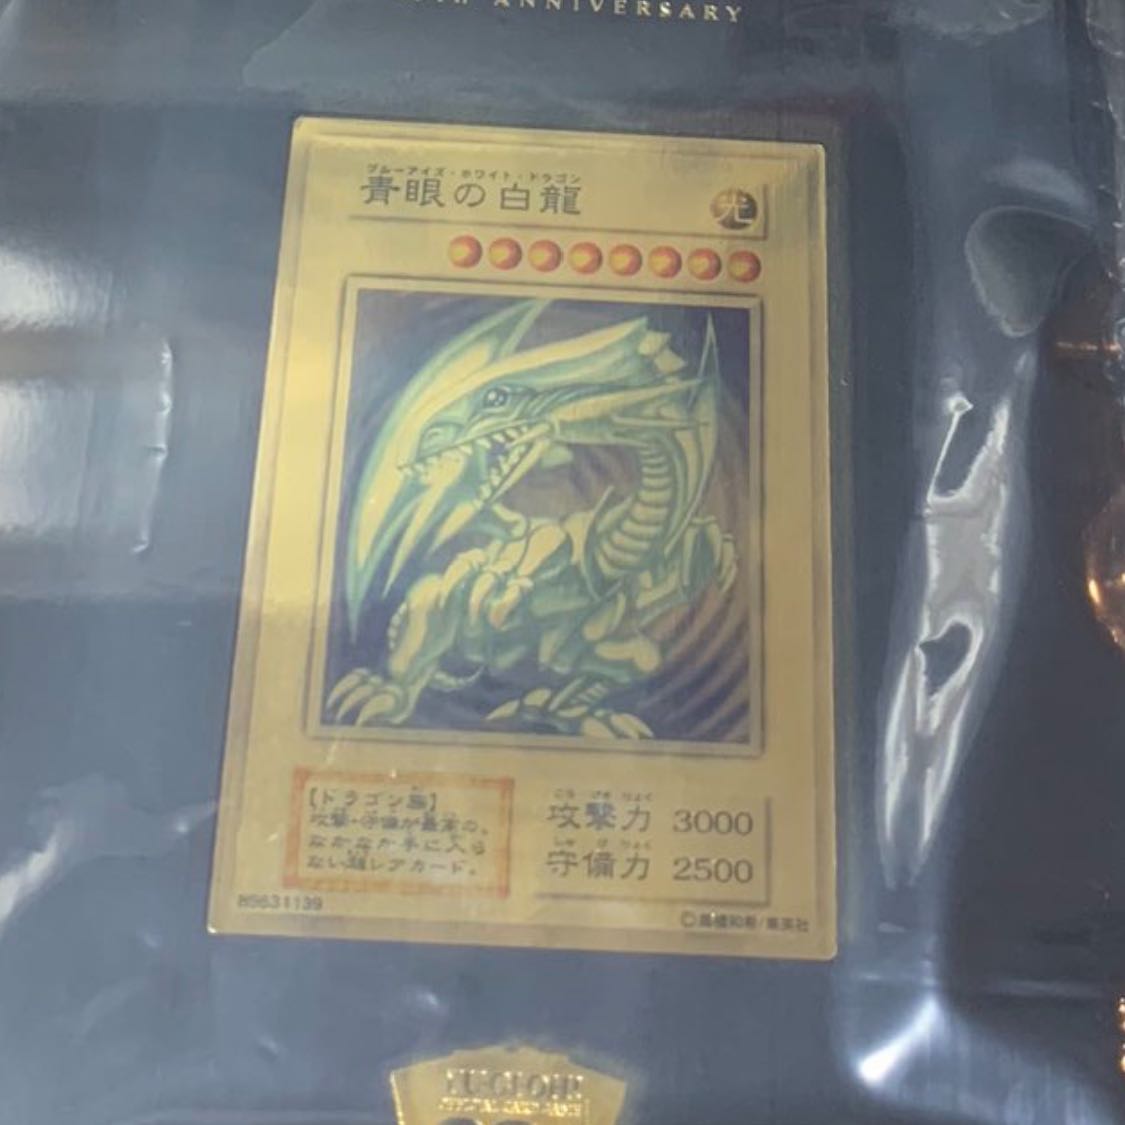 ANNIVERSARY
ブルーアイズ・ホワイト・ドラゴン
青眼の白龍
光
【ドラゴン族】
攻撃・守備が最高の、
なかなか手に入ら
ない超レアカード。
こう げき りょく
攻撃力 3000
しゅ び りょく
守備力 2500
89631139
©高橋和希/集英社
YU-GI-OH!
OFFICIAL CARD GAME